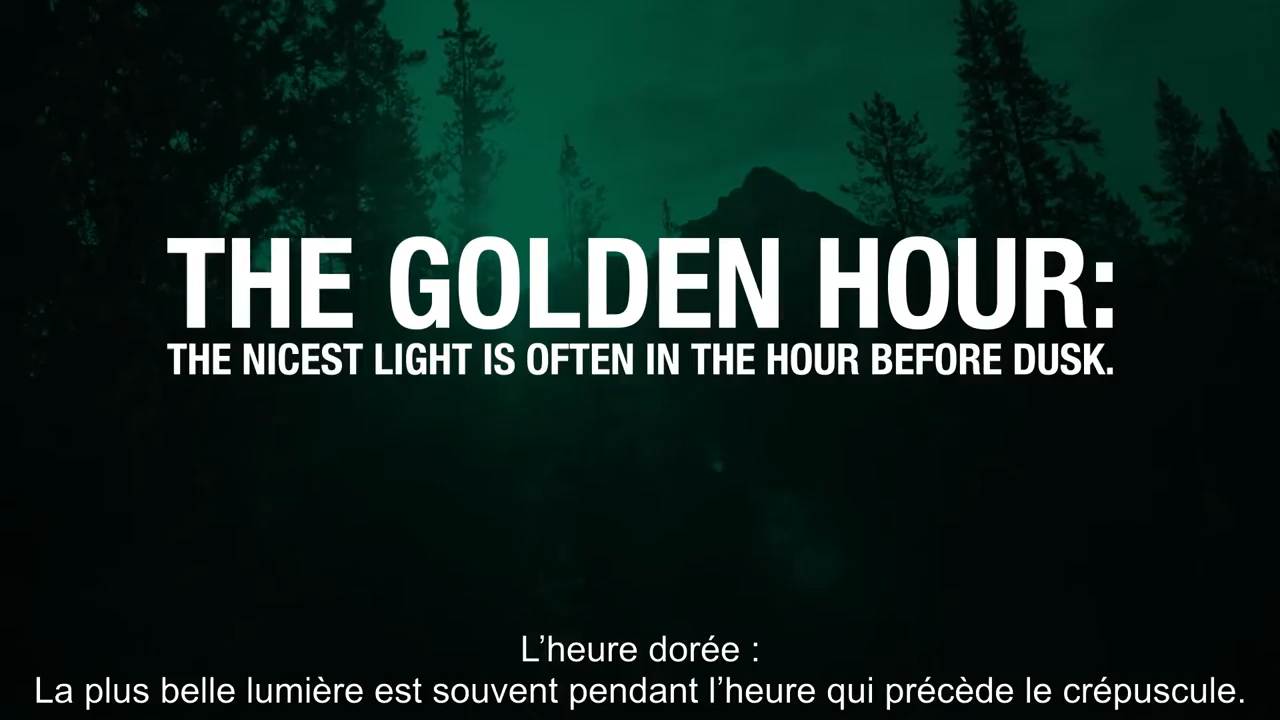 THE GOLDEN HOUR:
THE NICEST LIGHT IS OFTEN IN THE HOUR BEFORE DUSK.
L’heure dorée :
La plus belle lumière est souvent pendant l’heure qui précède le crépuscule.